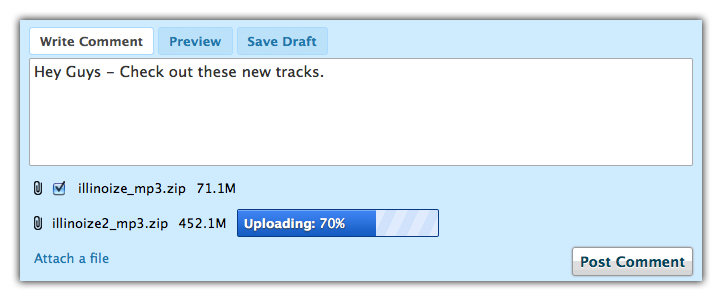 Write Comment Preview Save Draft
Hey Guys – Check out these new tracks.
illinoize_mp3.zip 71.1M
illinoize2_mp3.zip 452.1M Uploading: 70%
Attach a file
Post Comment